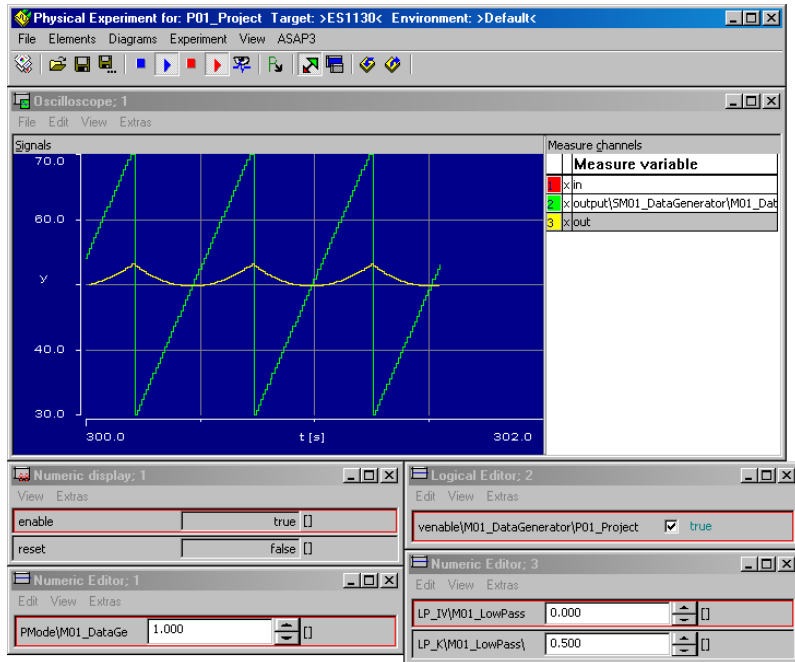 Physical Experiment for: P01_Project Target: >ES1130< Environment: >Default<
File Elements Diagrams Experiment View ASAP3
Oscilloscope; 1
File Edit View Extras
Signals
Measure channels
70.0
60.0
y
40.0
30.0
300.0 t [s] 302.0
Measure variable
1 x in
2 x output\SM01_DataGenerator\M01_Dat
3 x out
Numeric display; 1
View Extras
enable true []
reset false []
Logical Editor; 2
Edit View Extras
venable\M01_DataGenerator\P01_Project true
Numeric Editor; 1
Edit View Extras
PMode\M01_DataGe 1.000 []
Numeric Editor; 3
Edit View Extras
LP_IV\M01_LowPass 0.000 []
LP_K\M01_LowPass\ 0.500 []